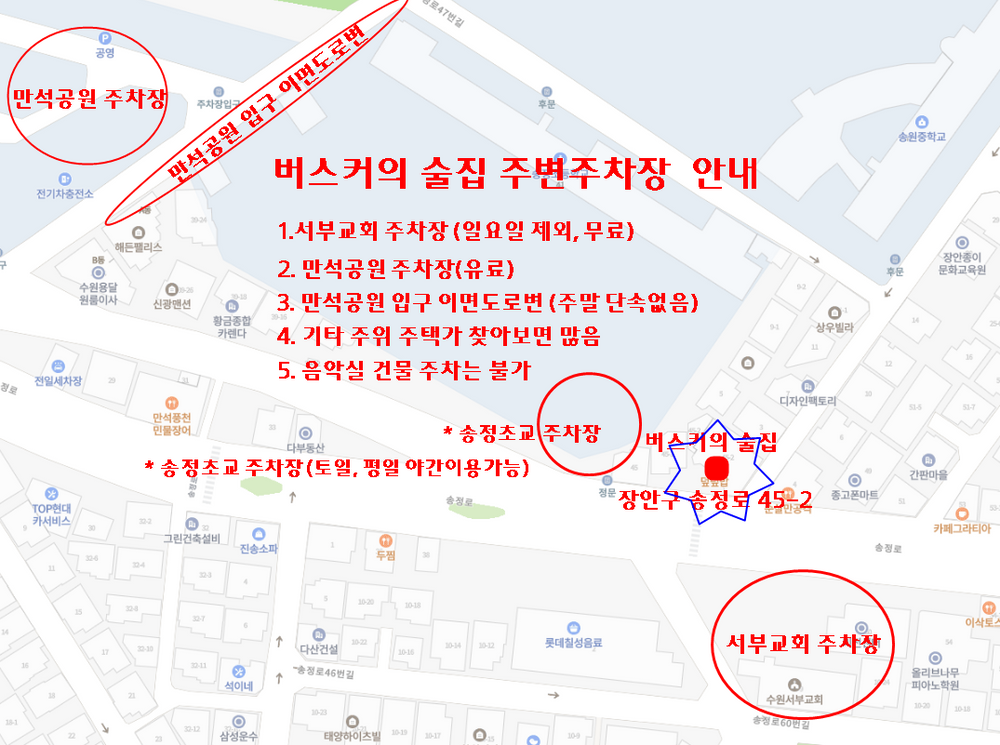 송정로47번길
공영
만석공원 주차장
주차장입구
만석공원 입구 이면도로변
후문
송원중학교
버스커의 술집 주변주차장 안내
전기차충전소
해든팰리스
1.서부교회 주차장 (일요일 제외, 무료)
2. 만석공원 주차장(유료)
3. 만석공원 입구 이면도로변 (주말 단속없음)
4. 기타 주위 주택가 찾아보면 많음
5. 음악실 건물 주차는 불가
후문
장안종이
문화교육원
B동
수원용달
원룸이사
신광맨션
황금종합
카렌다
상우빌라
전일세차장
디자인팩토리
만석풍천
민물장어
다부동산
* 송정초교 주차장
버스커의 술집
* 송정초교 주차장 (토일, 평일 야간이용가능)
정문
장안구 송정로 45-2
간판마을
종고폰마트
카페그라티아
TOP현대
카서비스
그린건축설비
진송소파
송정로
두찜
송정로
롯데칠성음료
다산건설
서부교회 주차장
이삭토스
올리브나무
피아노학원
석이네
송정로46번길
수원서부교회
삼성운수
태양하이츠빌
송정로60번길